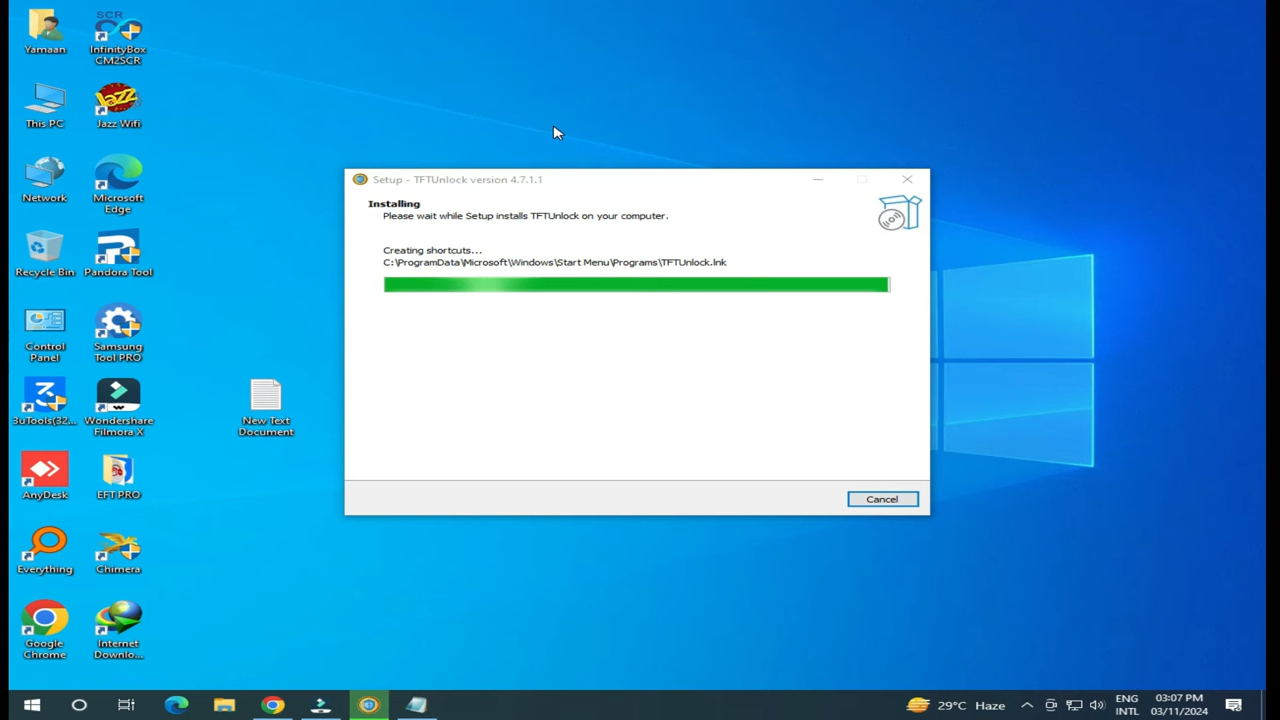 Yamaan
SCR
InfinityBox
CM2SCR
This PC
Jazz
Jazz Wifi
Network
Microsoft
Edge
Recycle Bin
Pandora Tool
Control
Panel
Samsung
Tool PRO
3uTools(32...
Wondershare
Filmora X
New Text
Document
AnyDesk
EFT PRO
Everything
Chimera
Google
Chrome
Internet
Downlo...
Setup - TFTUnlock version 4.7.1.1
Installing
Please wait while Setup installs TFTUnlock on your computer.
Creating shortcuts...
C:\ProgramData\Microsoft\Windows\Start Menu\Programs\TFTUnlock.lnk
Cancel
29°C Haze
ENG
INTL
03:07 PM
03/11/2024